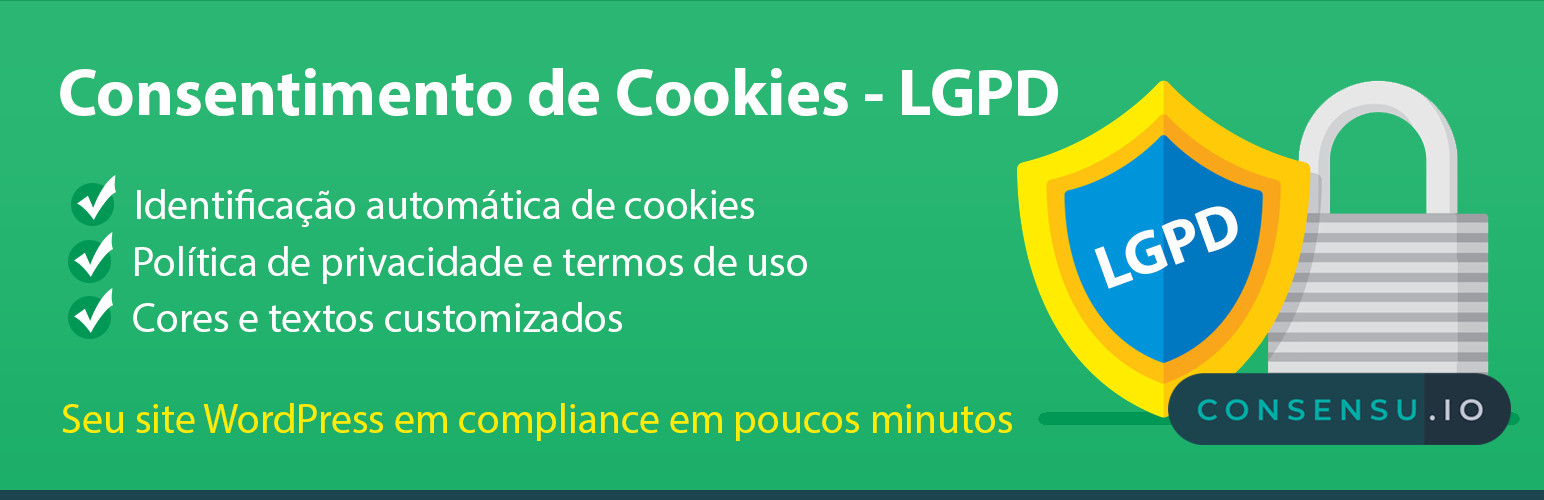 Consentimento de Cookies - LGPD
Identificação automática de cookies
Política de privacidade e termos de uso
Cores e textos customizados
Seu site WordPress em compliance em poucos minutos
LGPD
CONSENSU.IO